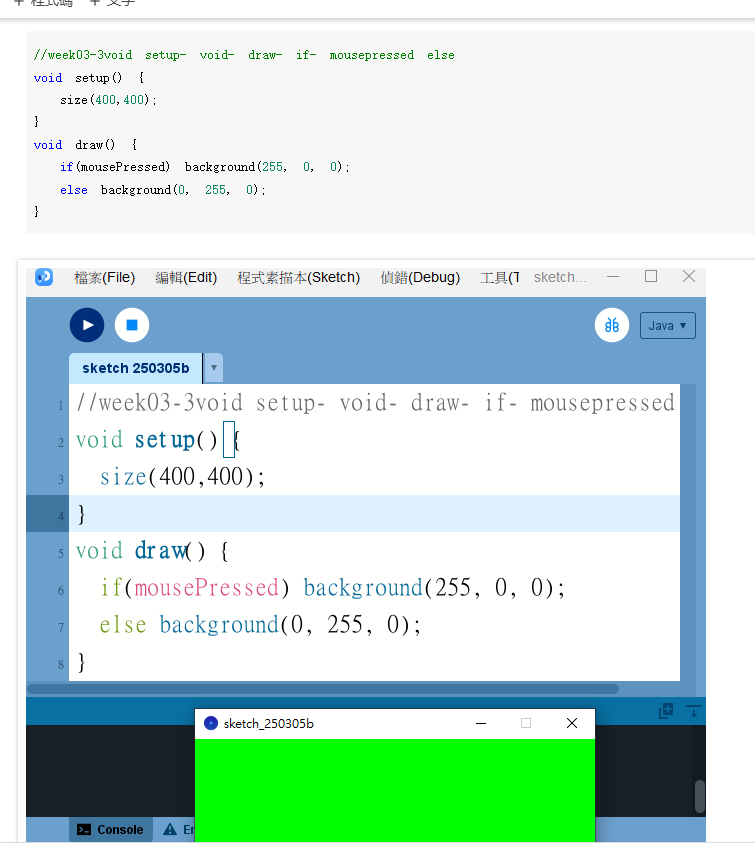 + 程式碼 + 文字
//week03-3void setup- void- draw- if- mousepressed else
void setup() {
size(400,400);
}
void draw() {
if(mousePressed) background(255, 0, 0);
else background(0, 255, 0);
}
檔案(File) 編輯(Edit) 程式素描本(Sketch) 偵錯(Debug) 工具(T sketch...
Java ▾
sketch 250305b ▾
1 //week03-3void setup- void- draw- if- mousepressed
2 void setup() {
3 size(400,400);
4 }
5 void draw() {
6 if(mousePressed) background(255, 0, 0);
7 else background(0, 255, 0);
8 }
sketch_250305b
Console Er